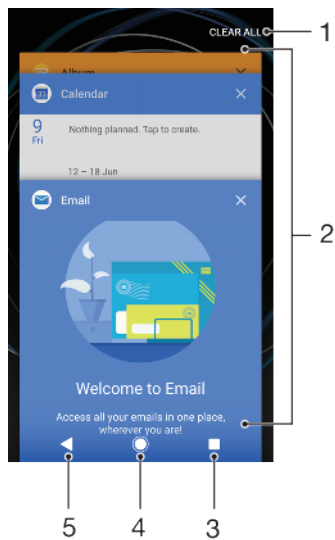 CLEAR ALL
1
Album
Calendar
9
Fri
Nothing planned. Tap to create.
12 – 18 Jun
2
Email
Welcome to Email
Access all your emails in one place,
wherever you are!
5
4
3